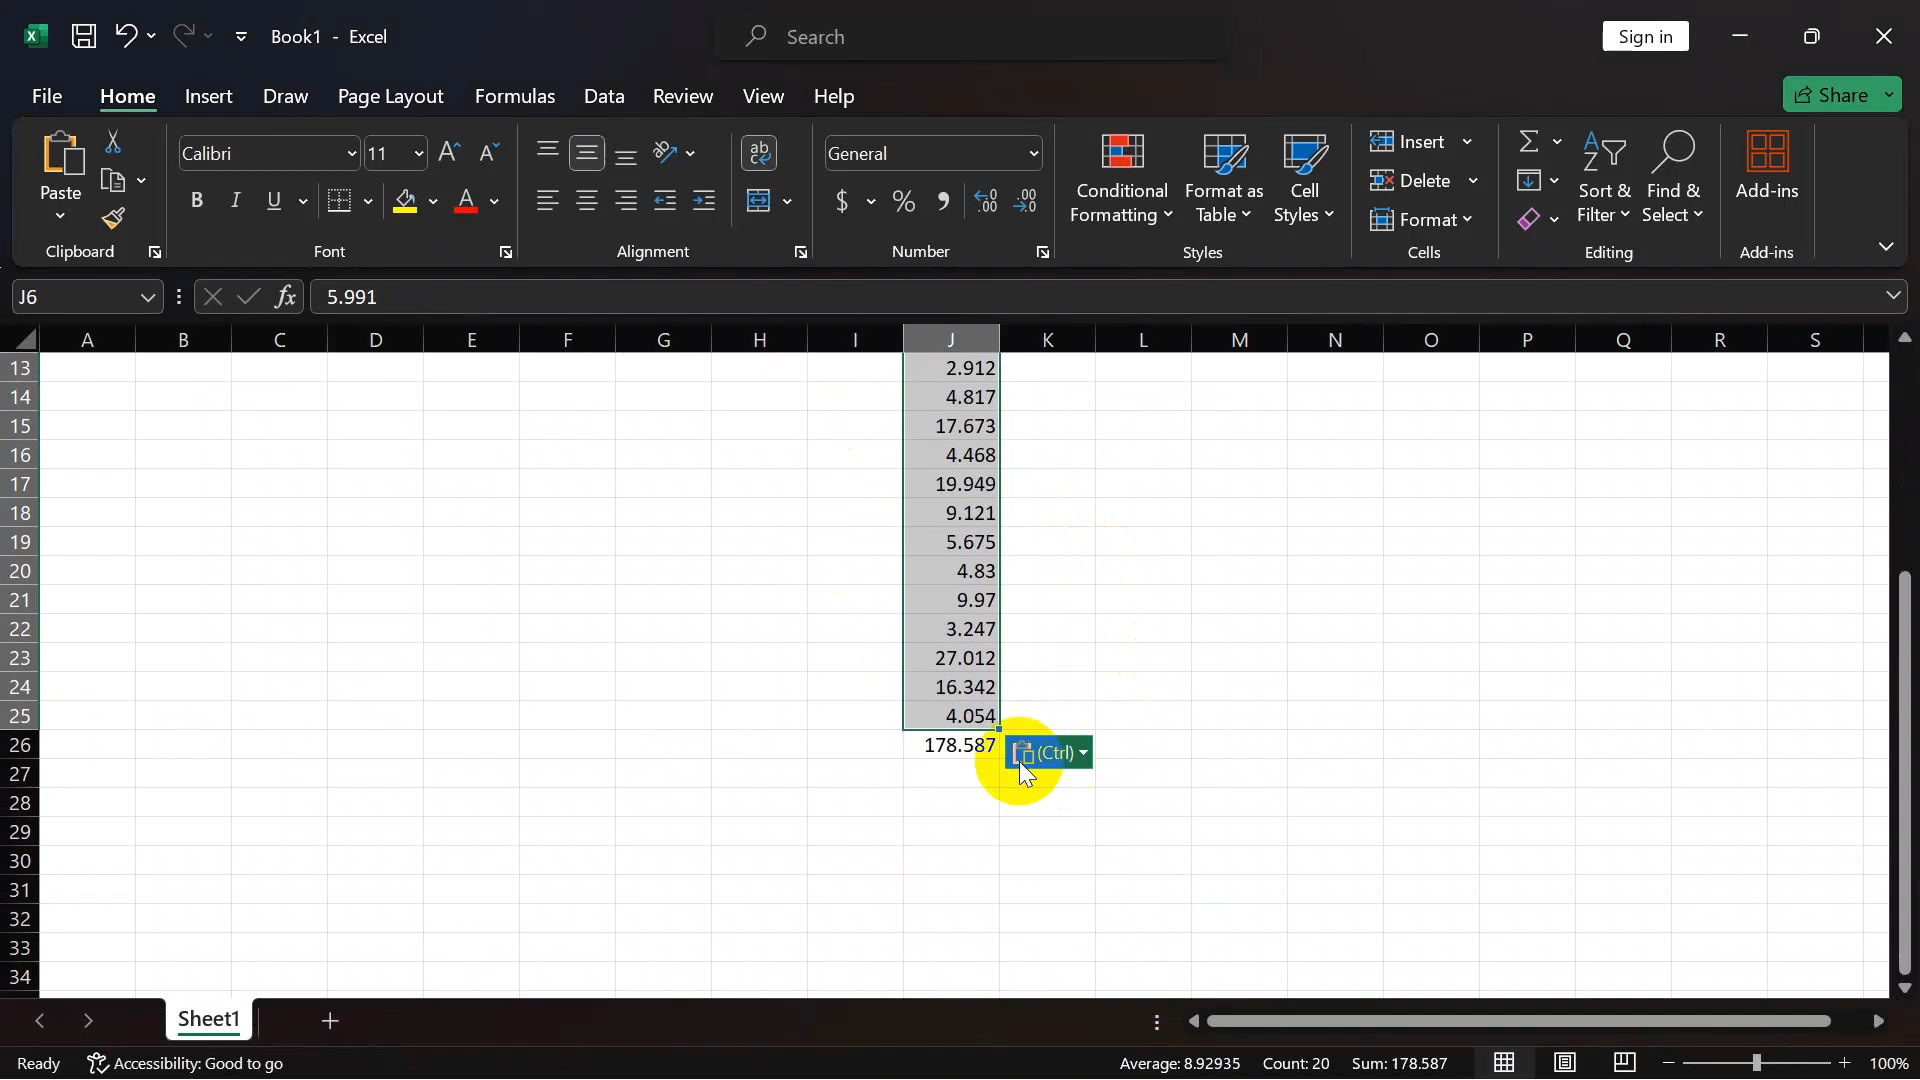 Book1 - Excel
Search
Sign in
File Home Insert Draw Page Layout Formulas Data Review View Help
Share
Paste
Clipboard
Calibri 11
B I U
Font
Alignment
General
$ % ,
Number
Conditional Formatting
Format as Table
Cell Styles
Styles
Insert
Delete
Format
Cells
Sort & Filter
Find & Select
Editing
Add-ins
Add-ins
J6
fx 5.991
A B C D E F G H I J K L M N O P Q R S
13 2.912
14 4.817
15 17.673
16 4.468
17 19.949
18 9.121
19 5.675
20 4.83
21 9.97
22 3.247
23 27.012
24 16.342
25 4.054
26 178.587 (Ctrl)
27
28
29
30
31
32
33
34
Sheet1
Ready Accessibility: Good to go Average: 8.92935 Count: 20 Sum: 178.587 100%